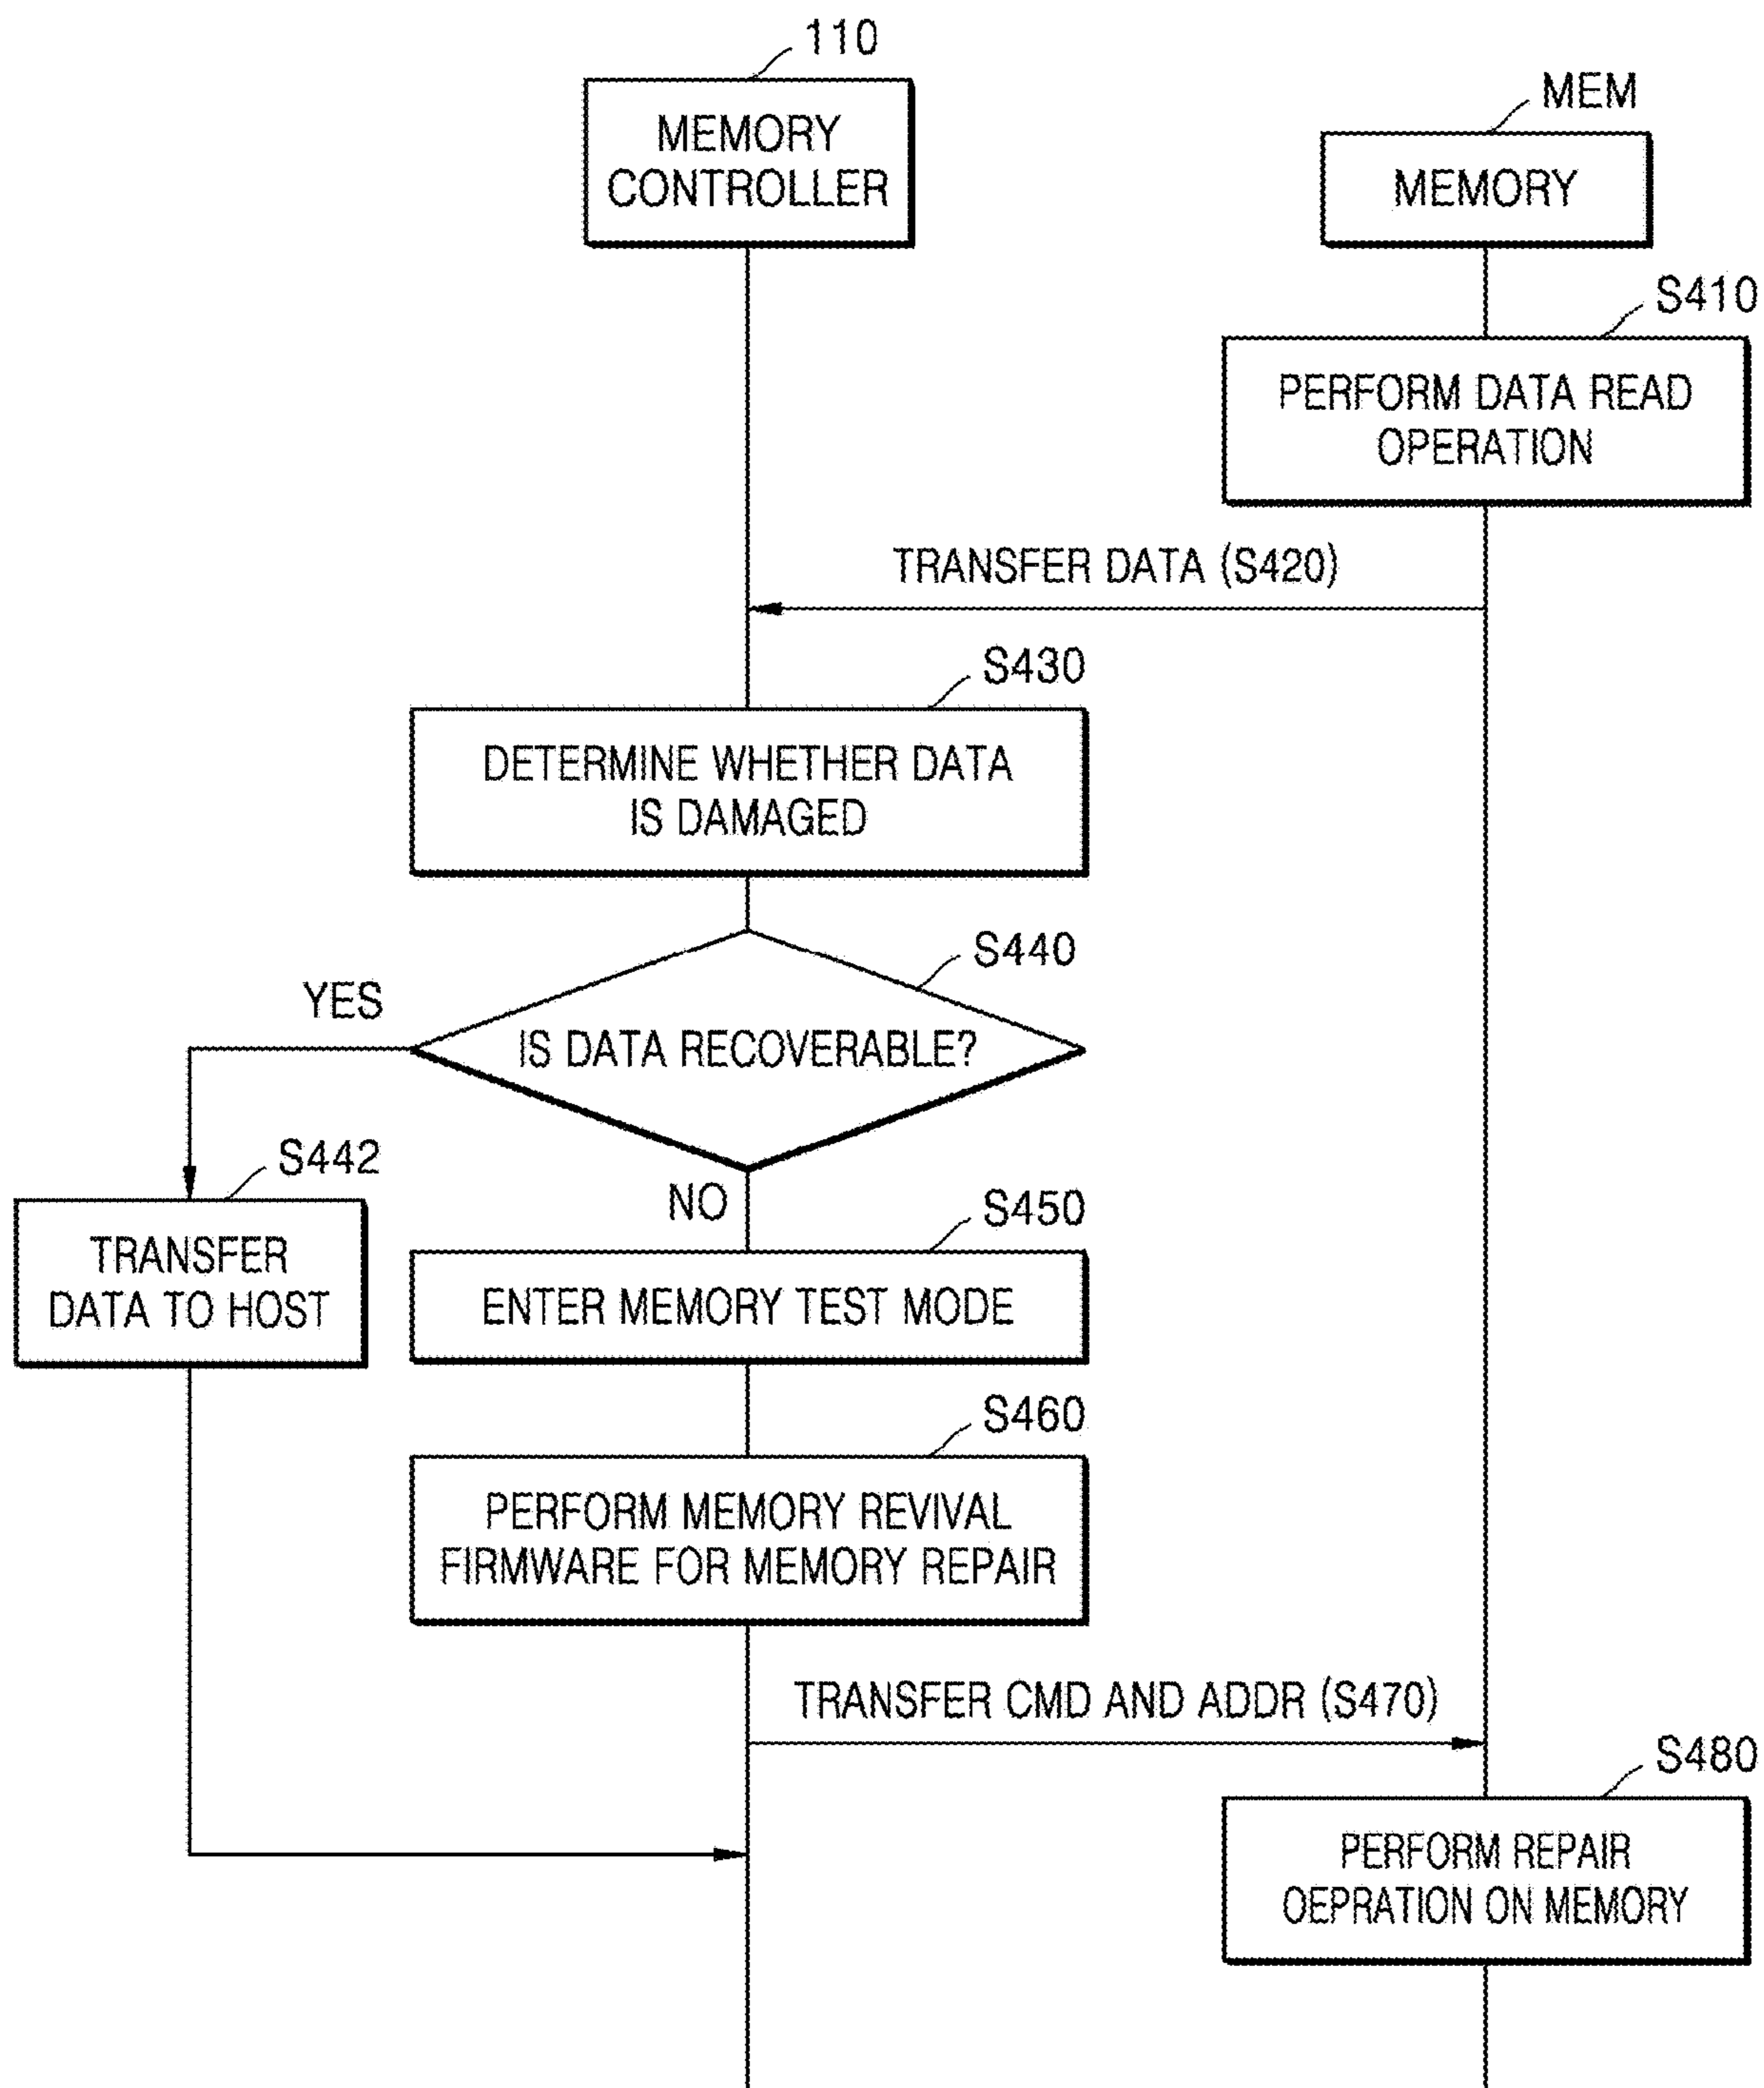 110
MEMORY
CONTROLLER
MEM
MEMORY
S410
PERFORM DATA READ
OPERATION
TRANSFER DATA (S420)
S430
DETERMINE WHETHER DATA
IS DAMAGED
S440
YES
IS DATA RECOVERABLE?
S442
TRANSFER
DATA TO HOST
NO
S450
ENTER MEMORY TEST MODE
S460
PERFORM MEMORY REVIVAL
FIRMWARE FOR MEMORY REPAIR
TRANSFER CMD AND ADDR (S470)
S480
PERFORM REPAIR
OEPRATION ON MEMORY